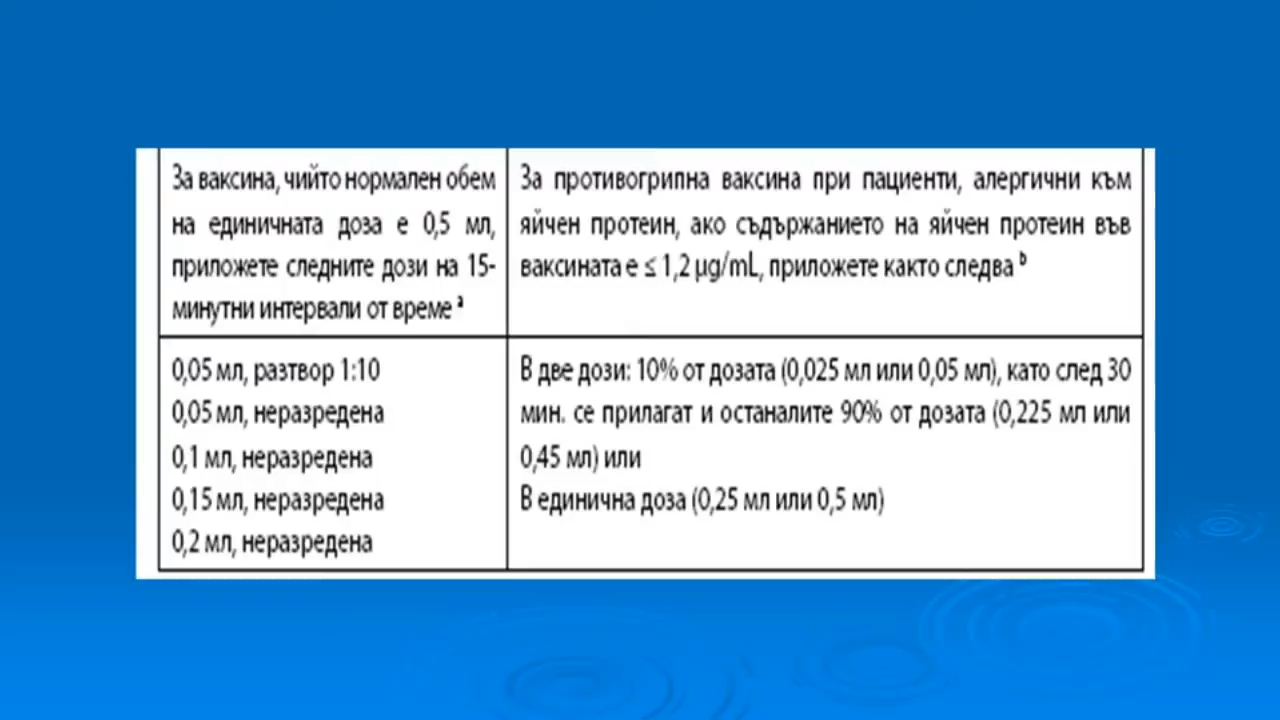 За ваксина, чийто нормален обем
на единичната доза е 0,5 мл,
приложете следните дози на 15-
минутни интервали от време ª
За противогрипна ваксина при пациенти, алергични към
яйчен протеин, ако съдържанието на яйчен протеин във
ваксината е ≤ 1,2 µg/mL, приложете както следва ᵇ
0,05 мл, разтвор 1:10
0,05 мл, неразредена
0,1 мл, неразредена
0,15 мл, неразредена
0,2 мл, неразредена
В две дози: 10% от дозата (0,025 мл или 0,05 мл), като след 30
мин. се прилагат и останалите 90% от дозата (0,225 мл или
0,45 мл) или
В единична доза (0,25 мл или 0,5 мл)